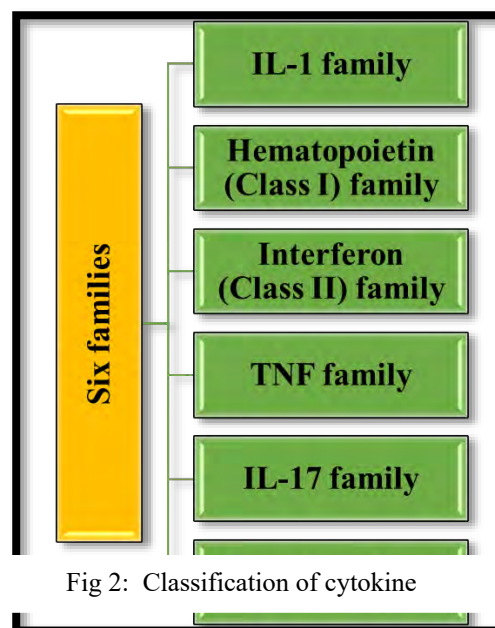 Six families
IL-1 family
Hematopoietin
(Class I) family
Interferon
(Class II) family
TNF family
IL-17 family
Fig 2: Classification of cytokine